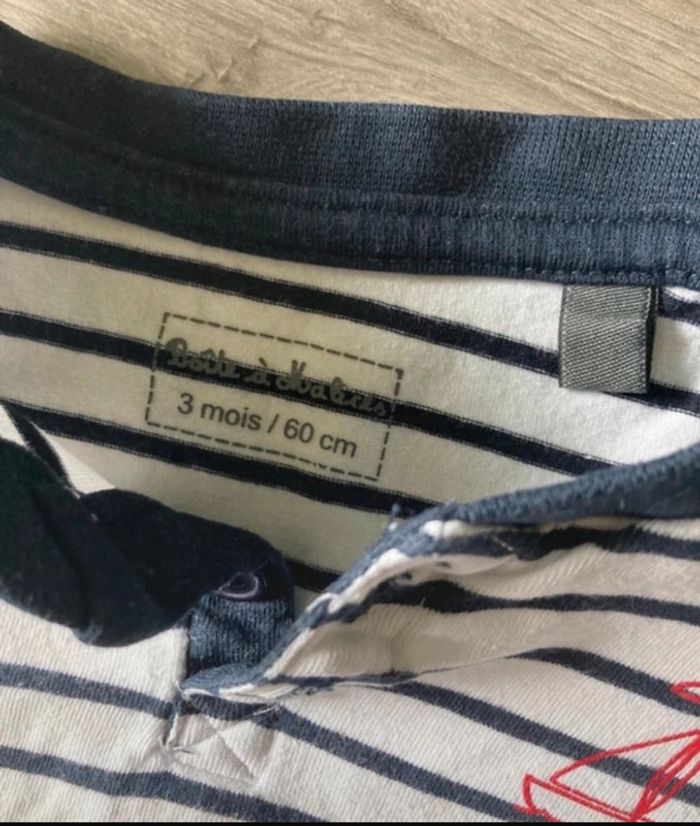 Boîte à Malices
3 mois / 60 cm